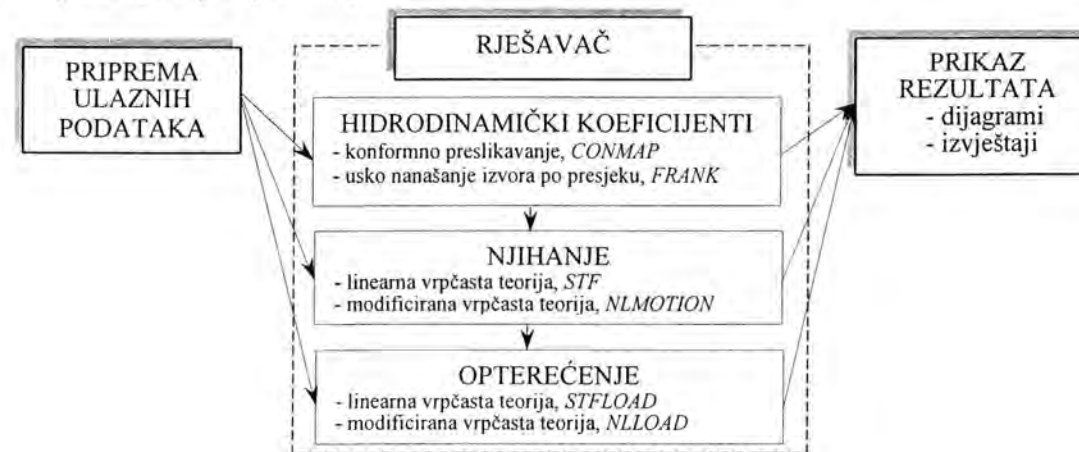 PRIPREMA
ULAZNIH
PODATAKA
RJEŠAVAČ
HIDRODINAMIČKI KOEFICIJENTI
- konformno preslikavanje, CONMAP
- usko nanašanje izvora po presjeku, FRANK
NJIHANJE
- linearna vrpčasta teorija, STF
- modificirana vrpčasta teorija, NLMOTION
OPTEREĆENJE
- linearna vrpčasta teorija, STFLOAD
- modificirana vrpčasta teorija, NLLOAD
PRIKAZ
REZULTATA
- dijagrami
- izvještaji